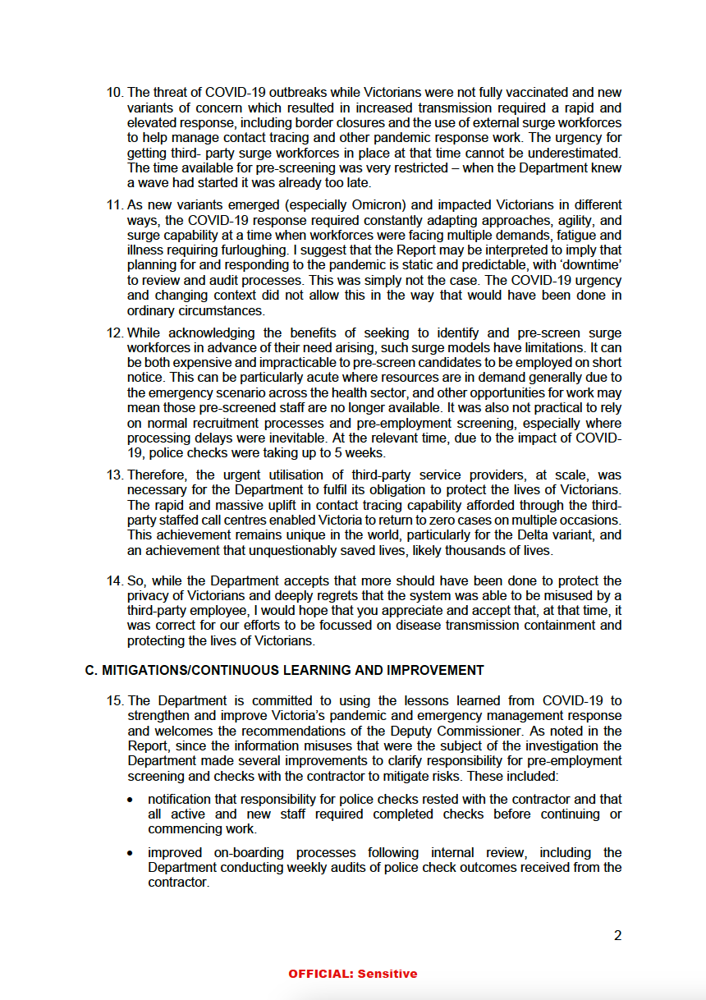 10. The threat of COVID-19 outbreaks while Victorians were not fully vaccinated and new
variants of concern which resulted in increased transmission required a rapid and
elevated response, including border closures and the use of external surge workforces
to help manage contact tracing and other pandemic response work. The urgency for
getting third- party surge workforces in place at that time cannot be underestimated.
The time available for pre-screening was very restricted – when the Department knew
a wave had started it was already too late.
11. As new variants emerged (especially Omicron) and impacted Victorians in different
ways, the COVID-19 response required constantly adapting approaches, agility, and
surge capability at a time when workforces were facing multiple demands, fatigue and
illness requiring furloughing. I suggest that the Report may be interpreted to imply that
planning for and responding to the pandemic is static and predictable, with ‘downtime’
to review and audit processes. This was simply not the case. The COVID-19 urgency
and changing context did not allow this in the way that would have been done in
ordinary circumstances.
12. While acknowledging the benefits of seeking to identify and pre-screen surge
workforces in advance of their need arising, such surge models have limitations. It can
be both expensive and impracticable to pre-screen candidates to be employed on short
notice. This can be particularly acute where resources are in demand generally due to
the emergency scenario across the health sector, and other opportunities for work may
mean those pre-screened staff are no longer available. It was also not practical to rely
on normal recruitment processes and pre-employment screening, especially where
processing delays were inevitable. At the relevant time, due to the impact of COVID-
19, police checks were taking up to 5 weeks.
13. Therefore, the urgent utilisation of third-party service providers, at scale, was
necessary for the Department to fulfil its obligation to protect the lives of Victorians.
The rapid and massive uplift in contact tracing capability afforded through the third-
party staffed call centres enabled Victoria to return to zero cases on multiple occasions.
This achievement remains unique in the world, particularly for the Delta variant, and
an achievement that unquestionably saved lives, likely thousands of lives.
14. So, while the Department accepts that more should have been done to protect the
privacy of Victorians and deeply regrets that the system was able to be misused by a
third-party employee, I would hope that you appreciate and accept that, at that time, it
was correct for our efforts to be focussed on disease transmission containment and
protecting the lives of Victorians.
C. MITIGATIONS/CONTINUOUS LEARNING AND IMPROVEMENT
15. The Department is committed to using the lessons learned from COVID-19 to
strengthen and improve Victoria’s pandemic and emergency management response
and welcomes the recommendations of the Deputy Commissioner. As noted in the
Report, since the information misuses that were the subject of the investigation the
Department made several improvements to clarify responsibility for pre-employment
screening and checks with the contractor to mitigate risks. These included:
• notification that responsibility for police checks rested with the contractor and that
all active and new staff required completed checks before continuing or
commencing work.
• improved on-boarding processes following internal review, including the
Department conducting weekly audits of police check outcomes received from the
contractor.
2
OFFICIAL: Sensitive